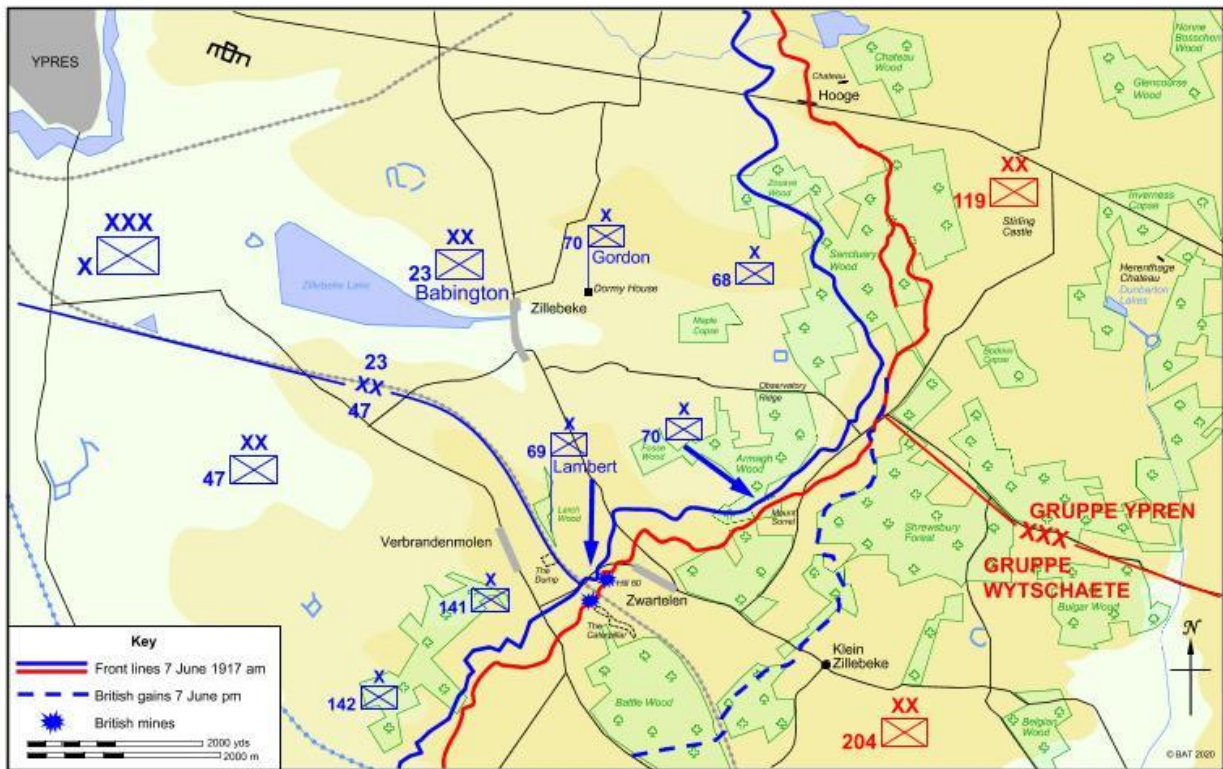 YPRES
Nonne
Bosschen
Wood
Chateau
Wood
Chateau
Hooge
Glencourse
Wood
XXX
X
XX
23
Babington
X
70
Gordon
Dormy House
X
68
Zouave
Wood
Sanctuary
Wood
XX
119
Stirling
Castle
Inverness
Copse
Herenthage
Chateau
Dunbarton
Lakes
Zillebeke Lake
Zillebeke
Maple
Copse
Bodmin
Copse
23
XX
47
XX
47
Observatory
Ridge
X
69
Lambert
X
70
Fosse
Wood
Armagh
Wood
Larch
Wood
Mount
Sorrel
Shrewsbury
Forest
GRUPPE YPREN
XXX
GRUPPE
WYTSCHAETE
Bulgar Wood
Verbrandenmolen
The
Dump
Hill 60
Zwartelen
X
141
The
Caterpillar
X
142
Battle Wood
Klein
Zillebeke
XX
204
Belgian
Wood
N
Key
Front lines 7 June 1917 am
British gains 7 June pm
British mines
2000 yds
2000 m
© BAT 2020